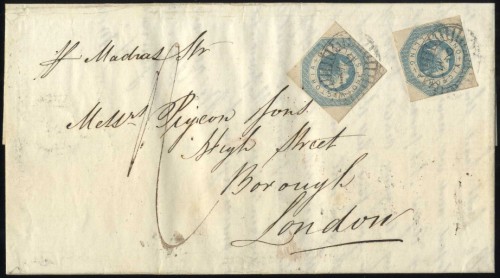 pr Madras Str
Messrs Pigeon Sons
High Street
Borough
London